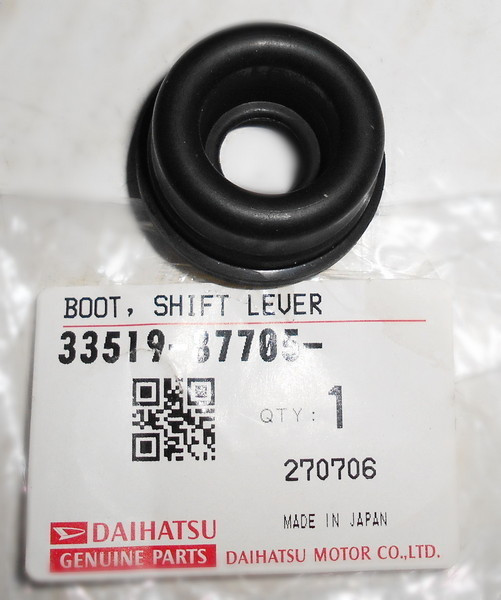 BOOT, SHIFT LEVER
33519-87705-
QTY: 1
270706
MADE IN JAPAN
DAIHATSU
GENUINE PARTS
DAIHATSU MOTOR CO.,LTD.